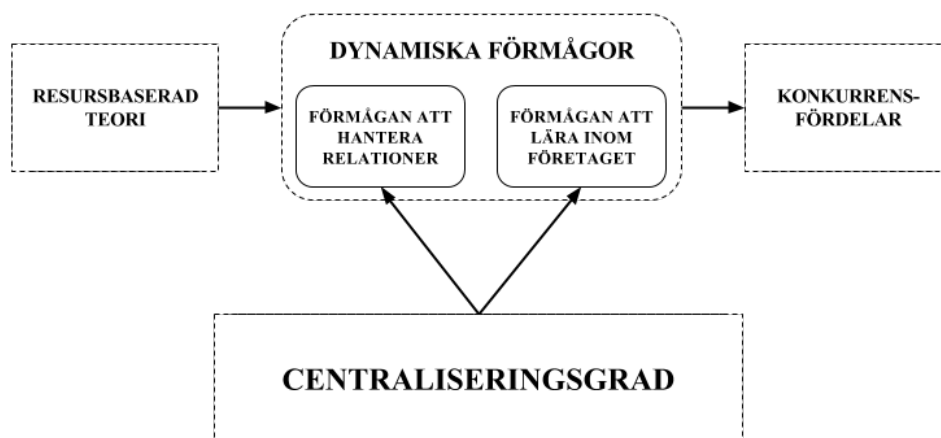 DYNAMISKA FÖRMÅGOR
RESURSBASERAD
TEORI
FÖRMÅGAN ATT
HANTERA
RELATIONER
FÖRMÅGAN ATT
LÄRA INOM
FÖRETAGET
KONKURRENS-
FÖRDELAR
CENTRALISERINGSGRAD